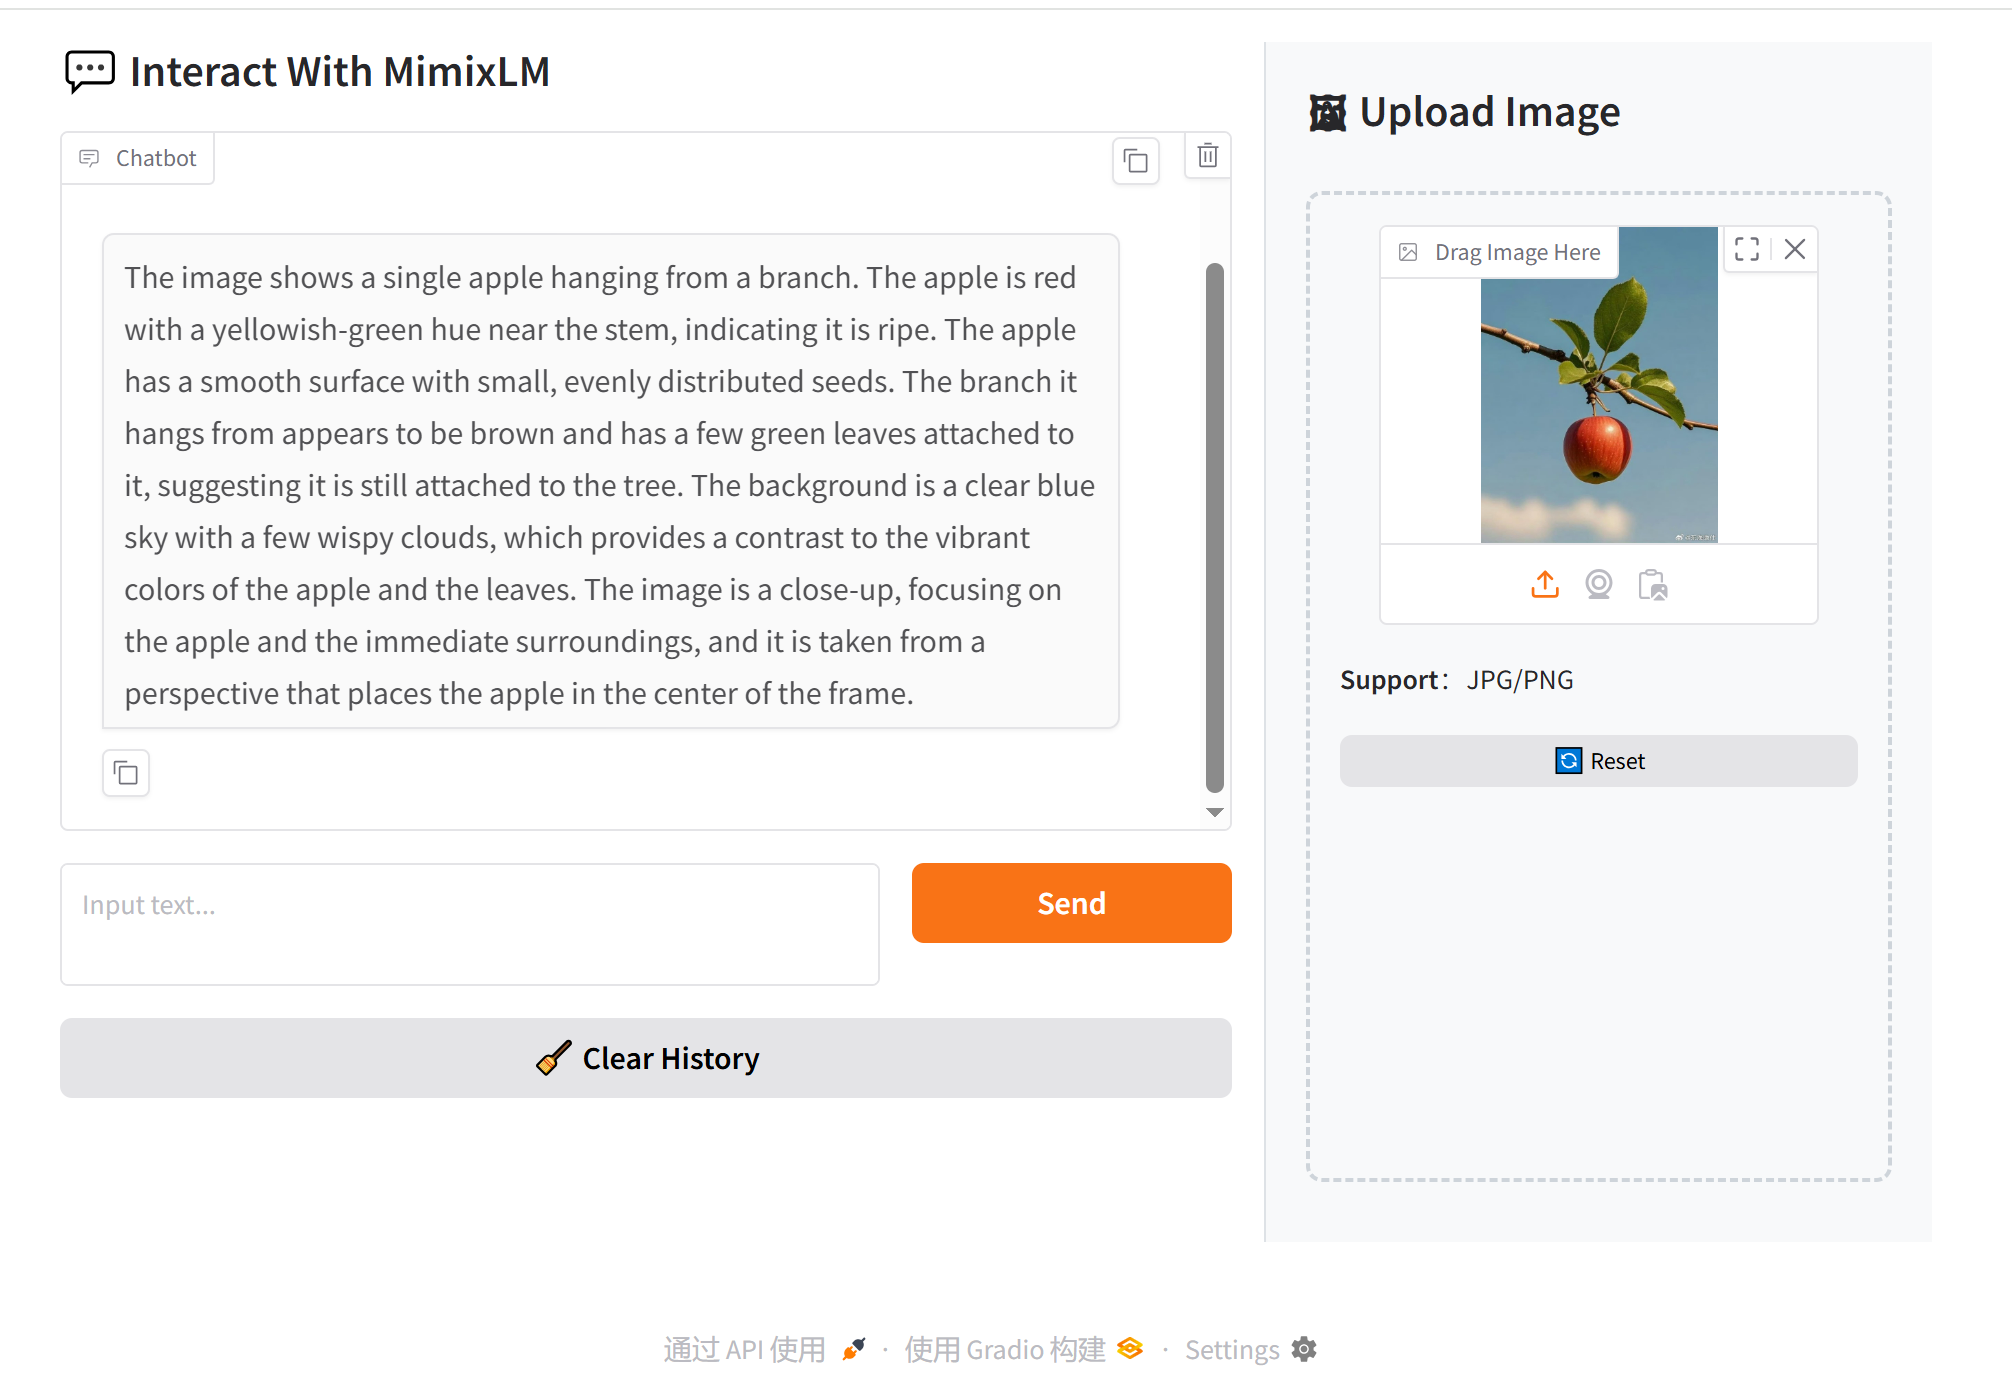 Interact With MimixLM
Chatbot
The image shows a single apple hanging from a branch. The apple is red
with a yellowish-green hue near the stem, indicating it is ripe. The apple
has a smooth surface with small, evenly distributed seeds. The branch it
hangs from appears to be brown and has a few green leaves attached to
it, suggesting it is still attached to the tree. The background is a clear blue
sky with a few wispy clouds, which provides a contrast to the vibrant
colors of the apple and the leaves. The image is a close-up, focusing on
the apple and the immediate surroundings, and it is taken from a
perspective that places the apple in the center of the frame.
Input text...
Send
Clear History
Upload Image
Drag Image Here
Support： JPG/PNG
Reset
通过 API 使用 · 使用 Gradio 构建 · Settings